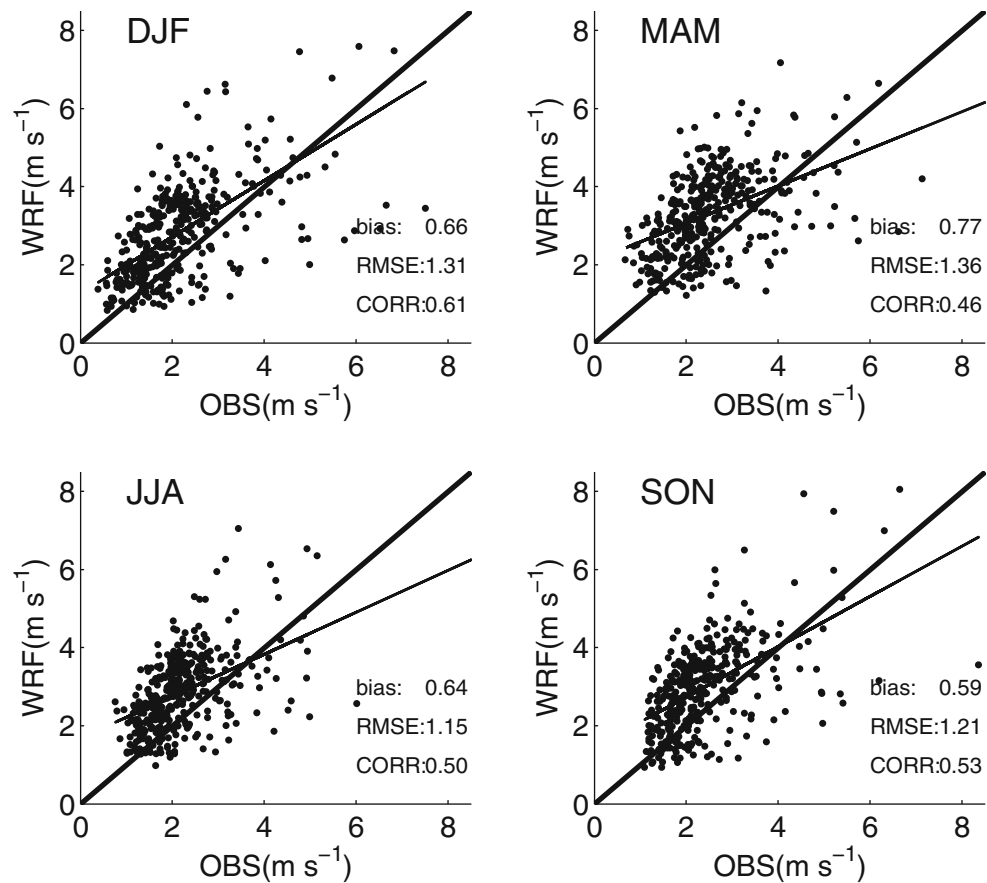 DJF
WRF(m s⁻¹)
8
6
4
2
0
bias: 0.66
RMSE:1.31
CORR:0.61
0 2 4 6 8
OBS(m s⁻¹)
MAM
WRF(m s⁻¹)
8
6
4
2
0
bias: 0.77
RMSE:1.36
CORR:0.46
0 2 4 6 8
OBS(m s⁻¹)
JJA
WRF(m s⁻¹)
8
6
4
2
0
bias: 0.64
RMSE:1.15
CORR:0.50
0 2 4 6 8
OBS(m s⁻¹)
SON
WRF(m s⁻¹)
8
6
4
2
0
bias: 0.59
RMSE:1.21
CORR:0.53
0 2 4 6 8
OBS(m s⁻¹)